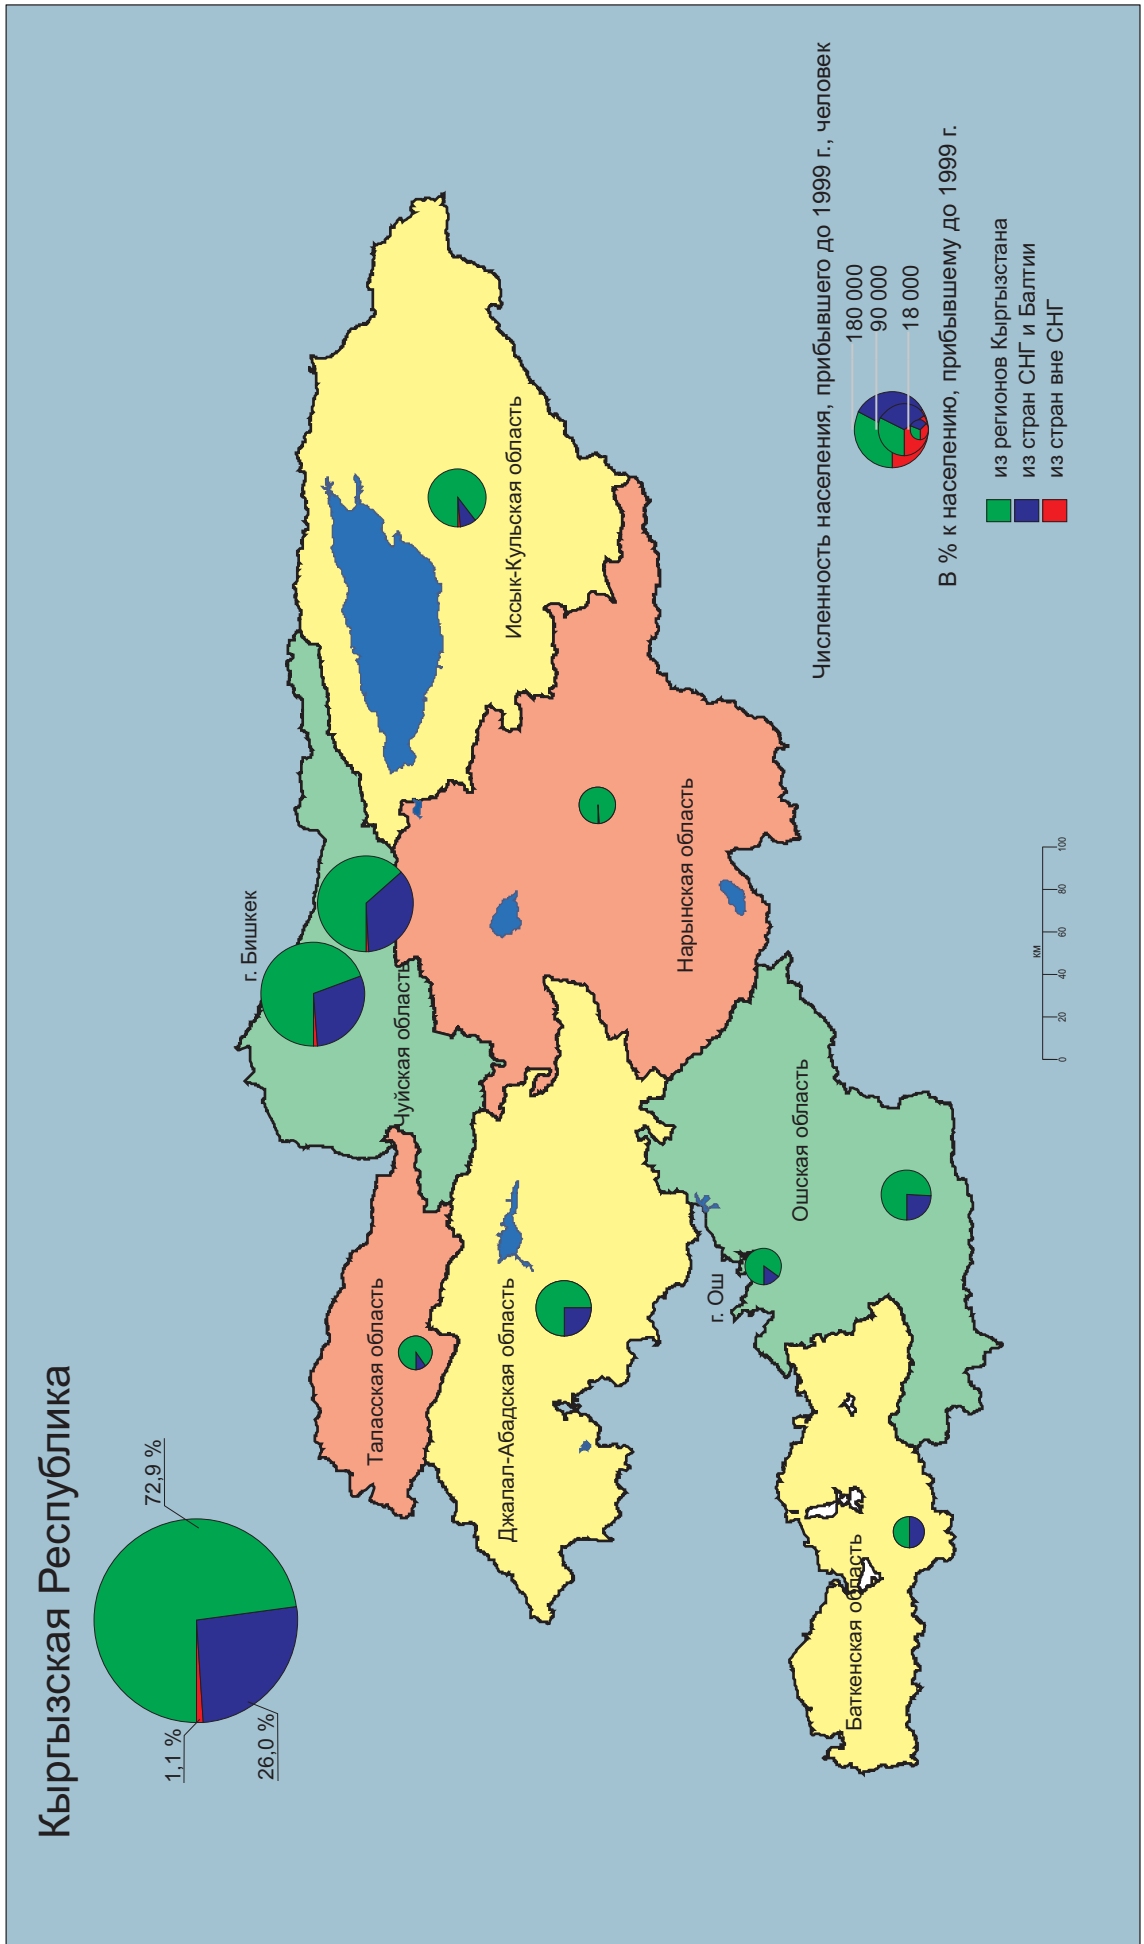 Кыргызская Республика
72,9 %
1,1 %
26,0 %
г. Бишкек
Чуйская область
Иссык-Кульская область
Таласская область
Джалал-Абадская область
Нарынская область
г. Ош
Ошская область
Баткенская область
км
0 20 40 60 80 100
Численность населения, прибывшего до 1999 г., человек
180 000
90 000
18 000
В % к населению, прибывшему до 1999 г.
из регионов Кыргызстана
из стран СНГ и Балтии
из стран вне СНГ